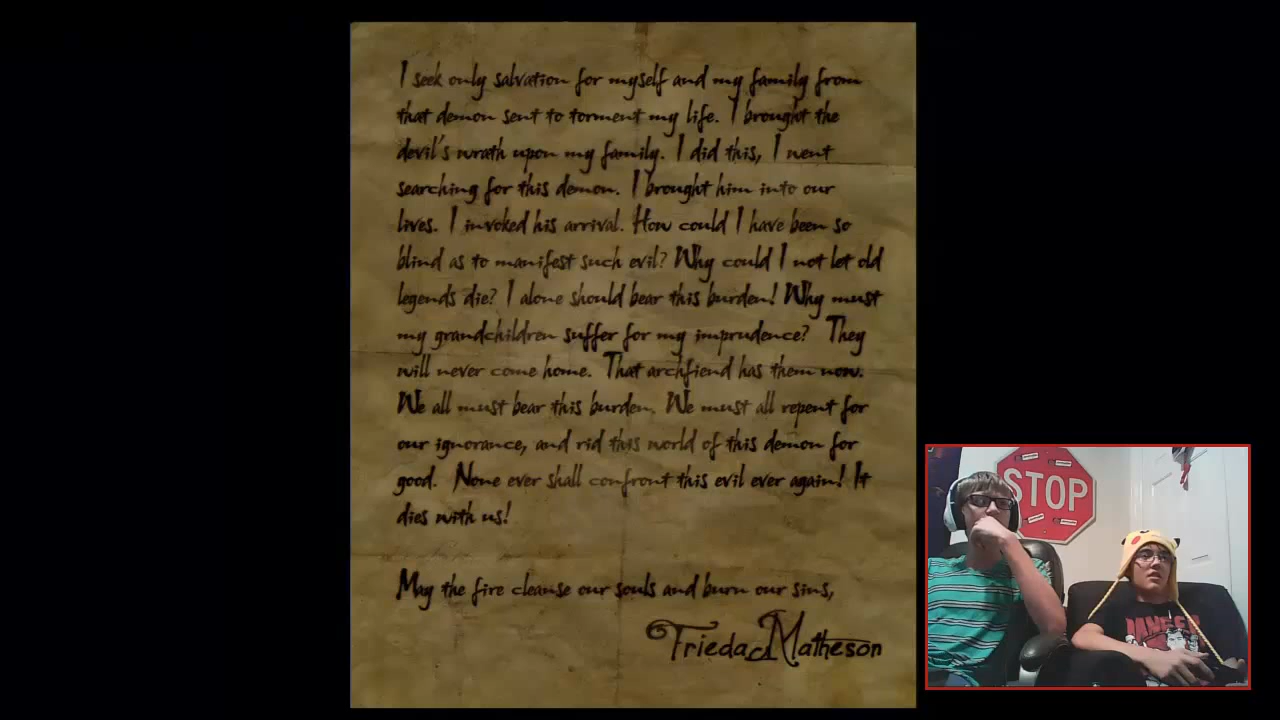 I seek only salvation for myself and my family from
that demon sent to torment my life. I brought the
devil's wrath upon my family. I did this, I went
searching for this demon. I brought him into our
lives. I invoked his arrival. How could I have been so
blind as to manifest such evil? Why could I not let old
legends die? I alone should bear this burden! Why must
my grandchildren suffer for my imprudence? They
will never come home. That archfiend has them now.
We all must bear this burden. We must all repent for
our ignorance, and rid this world of this demon for
good. None ever shall confront this evil ever again! It
dies with us!
May the fire cleanse our souls and burn our sins,
Frieda Matheson
STOP